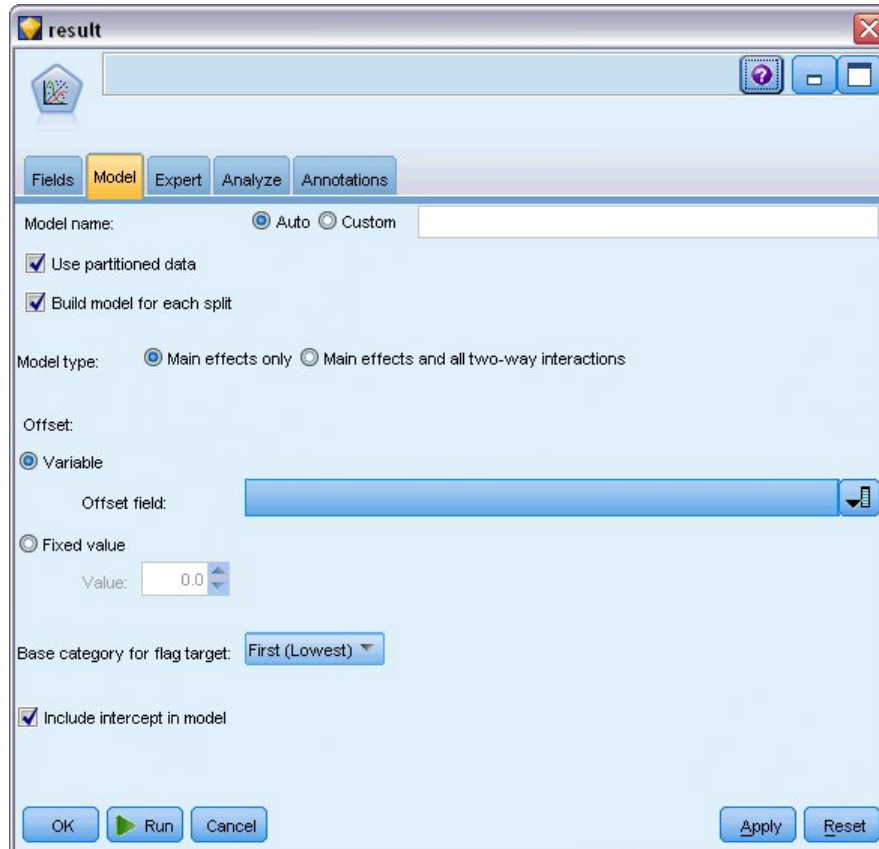 result
Fields Model Expert Analyze Annotations
Model name: Auto Custom
Use partitioned data
Build model for each split
Model type: Main effects only Main effects and all two-way interactions
Offset:
Variable
Offset field:
Fixed value
Value: 0.0
Base category for flag target: First (Lowest)
Include intercept in model
OK Run Cancel Apply Reset